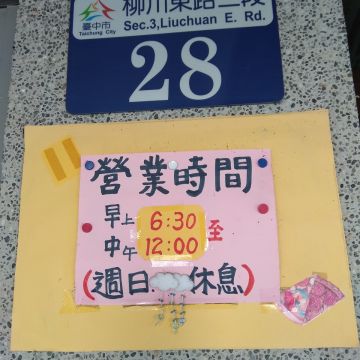 臺中市
Taichung City
柳川東路三段
Sec.3,Liuchuan E. Rd.
28
營業時間
早上 6:30 至
中午 12:00
(週日 休息)